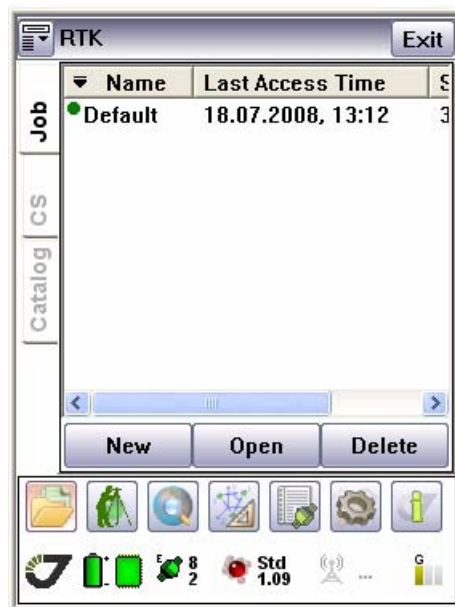 RTK Exit
Name Last Access Time S
Default 18.07.2008, 13:12 3
Job
CS
Catalog
New Open Delete
E 8 2 Std 1.09 ... G